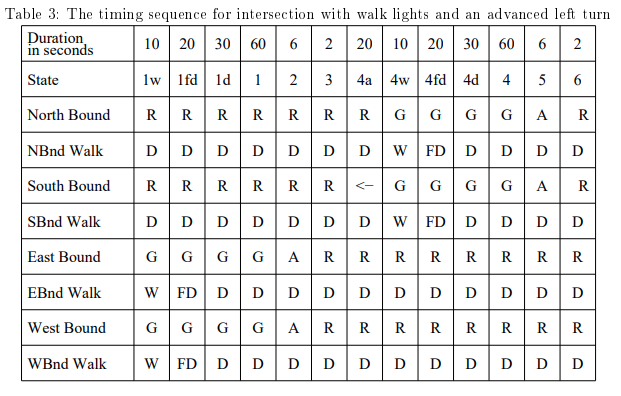 Table 3: The timing sequence for intersection with walk lights and an advanced left turn
Duration in seconds 10 20 30 60 6 2 20 10 20 30 60 6 2
State 1w 1fd 1d 1 2 3 4a 4w 4fd 4d 4 5 6
North Bound R R R R R R R G G G G A R
NBnd Walk D D D D D D D W FD D D D D
South Bound R R R R R R <− G G G G A R
SBnd Walk D D D D D D D W FD D D D D
East Bound G G G G A R R R R R R R R
EBnd Walk W FD D D D D D D D D D D D
West Bound G G G G A R R R R R R R R
WBnd Walk W FD D D D D D D D D D D D